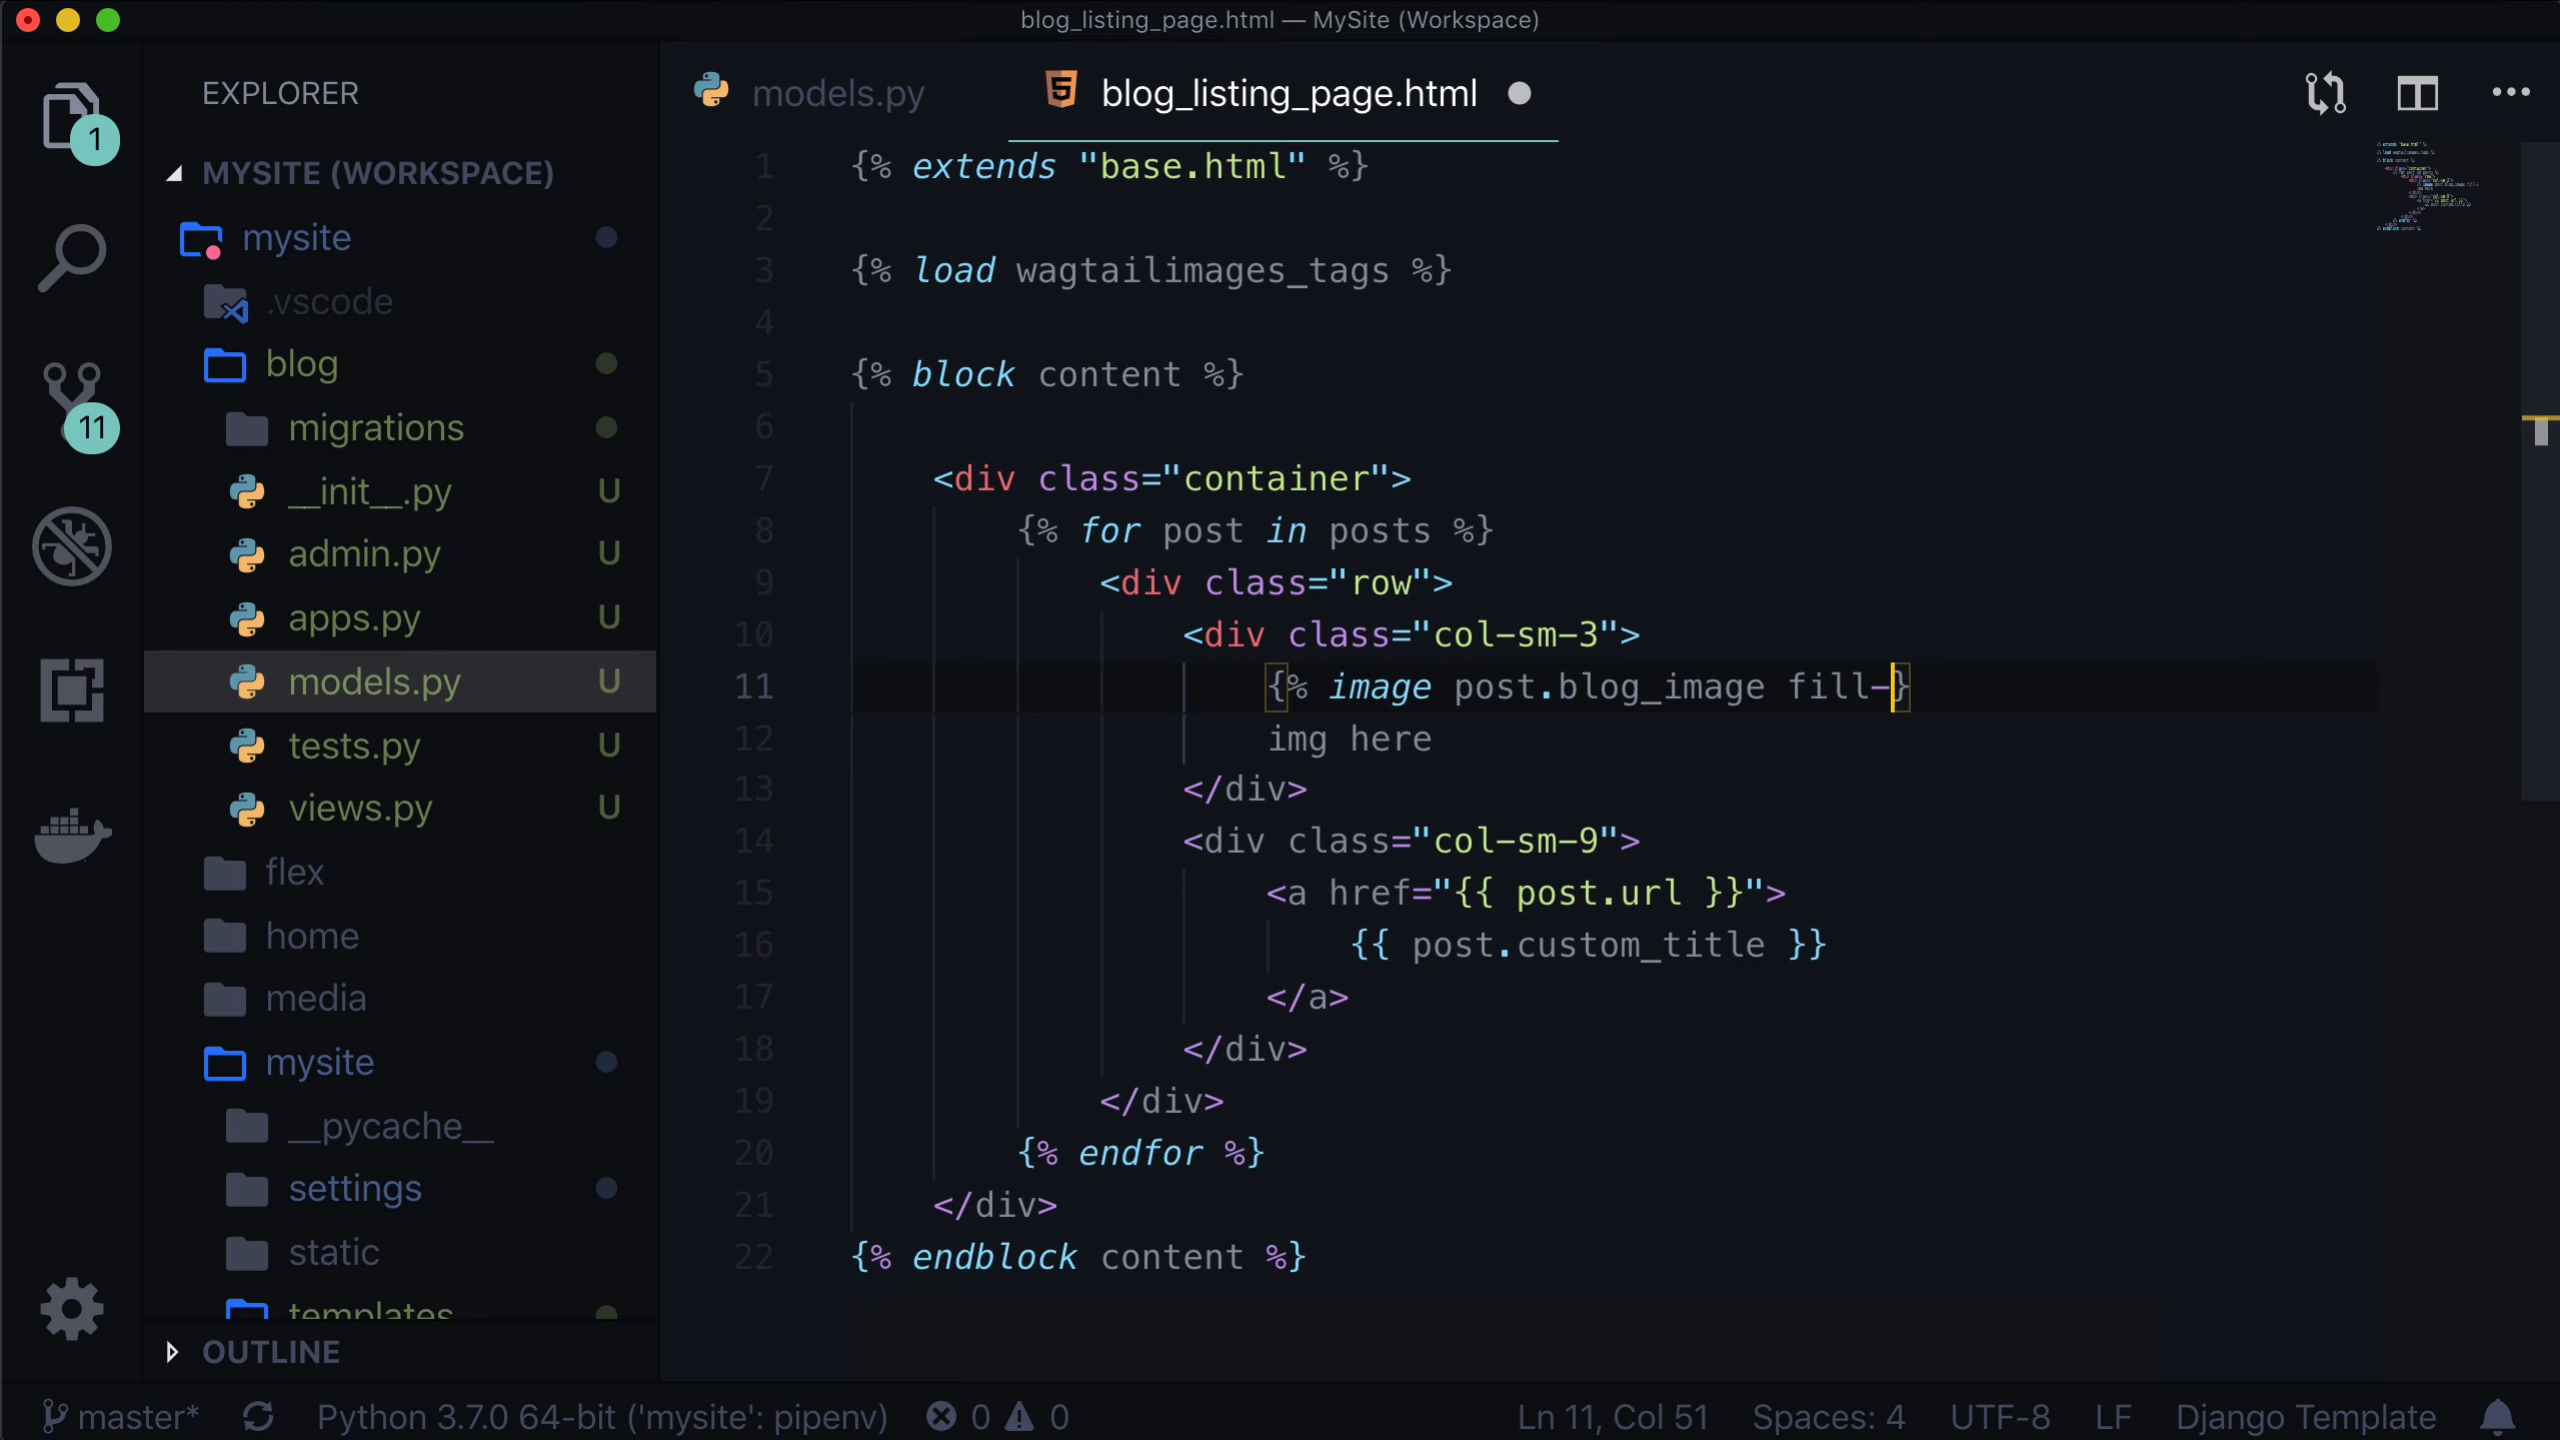 blog_listing_page.html — MySite (Workspace)
EXPLORER
models.py
blog_listing_page.html
1
MYSITE (WORKSPACE)
mysite
.vscode
blog
11
migrations
__init__.py U
admin.py U
apps.py U
models.py U
tests.py U
views.py U
flex
home
media
mysite
__pycache__
settings
static
templates
OUTLINE
1 {% extends "base.html" %}
2
3 {% load wagtailimages_tags %}
4
5 {% block content %}
6
7 <div class="container">
8 {% for post in posts %}
9 <div class="row">
10 <div class="col-sm-3">
11 {% image post.blog_image fill-}
12 img here
13 </div>
14 <div class="col-sm-9">
15 <a href="{{ post.url }}">
16 {{ post.custom_title }}
17 </a>
18 </div>
19 </div>
20 {% endfor %}
21 </div>
22 {% endblock content %}
master* Python 3.7.0 64-bit ('mysite': pipenv) 0 0 Ln 11, Col 51 Spaces: 4 UTF-8 LF Django Template